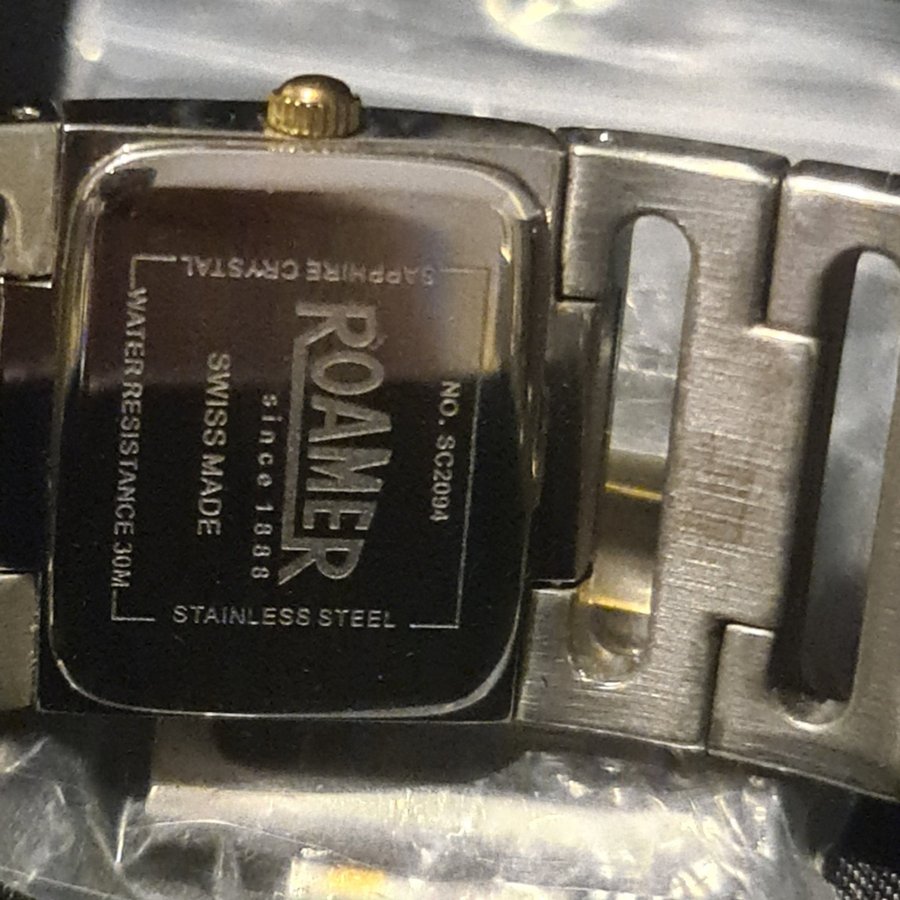 NO. SC2094
ROAMER
since 1888
SWISS MADE
WATER RESISTANCE 30M
SAPPHIRE CRYSTAL
STAINLESS STEEL